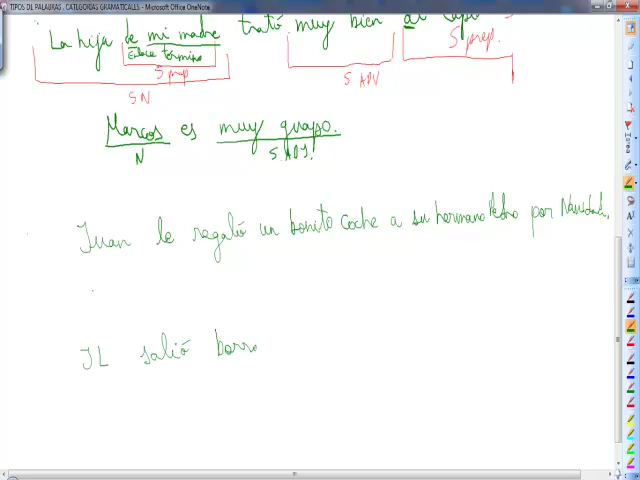 TIPOS DE PALABRAS . CATEGORÍAS GRAMATICALES - Microsoft Office OneNote
La hija de mi madre trató muy bien al
Enlace término
S prep
S prep.
S ADV
SN
Marcos es muy guapo.
N
S. ADJ!
Juan le regaló un bonito coche a su hermano Pedro por Navidad.
JL salió borr